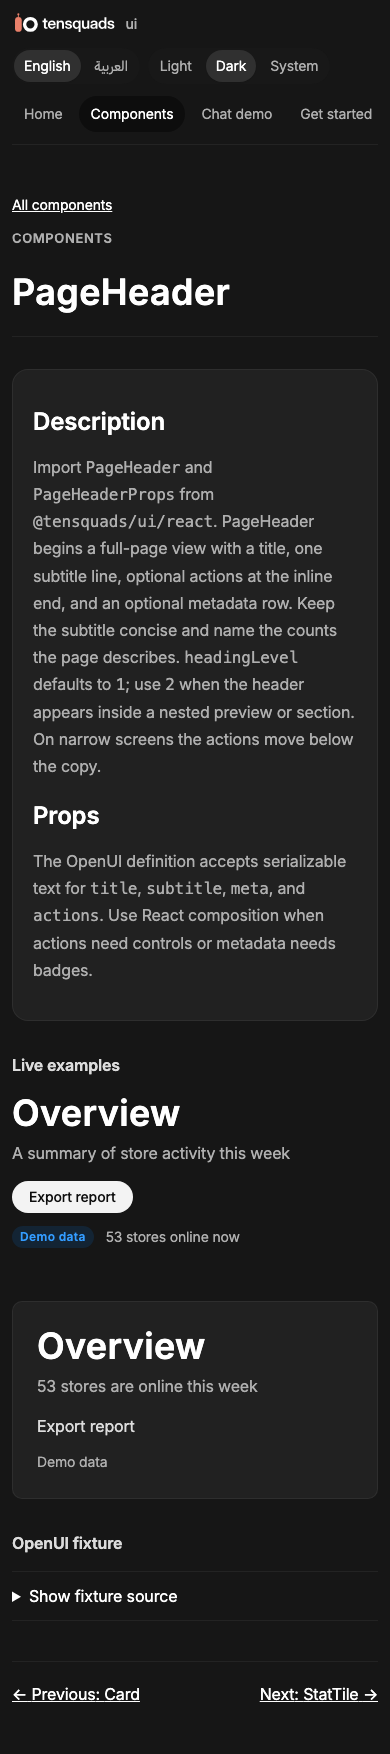 tensquads ui
English العربية Light Dark System
Home Components Chat demo Get started
All components
COMPONENTS
PageHeader
Description
Import PageHeader and
PageHeaderProps from
@tensquads/ui/react. PageHeader
begins a full-page view with a title, one
subtitle line, optional actions at the inline
end, and an optional metadata row. Keep
the subtitle concise and name the counts
the page describes. headingLevel
defaults to 1; use 2 when the header
appears inside a nested preview or section.
On narrow screens the actions move below
the copy.
Props
The OpenUI definition accepts serializable
text for title, subtitle, meta, and
actions. Use React composition when
actions need controls or metadata needs
badges.
Live examples
Overview
A summary of store activity this week
Export report
Demo data 53 stores online now
Overview
53 stores are online this week
Export report
Demo data
OpenUI fixture
▶ Show fixture source
← Previous: Card Next: StatTile →